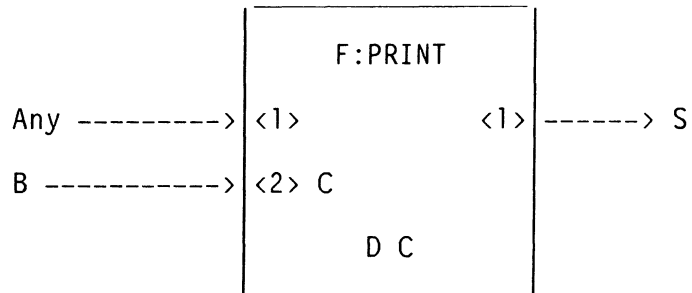 F:PRINT
Any ---------> <1> <1> ------> S
B -----------> <2> C
D C